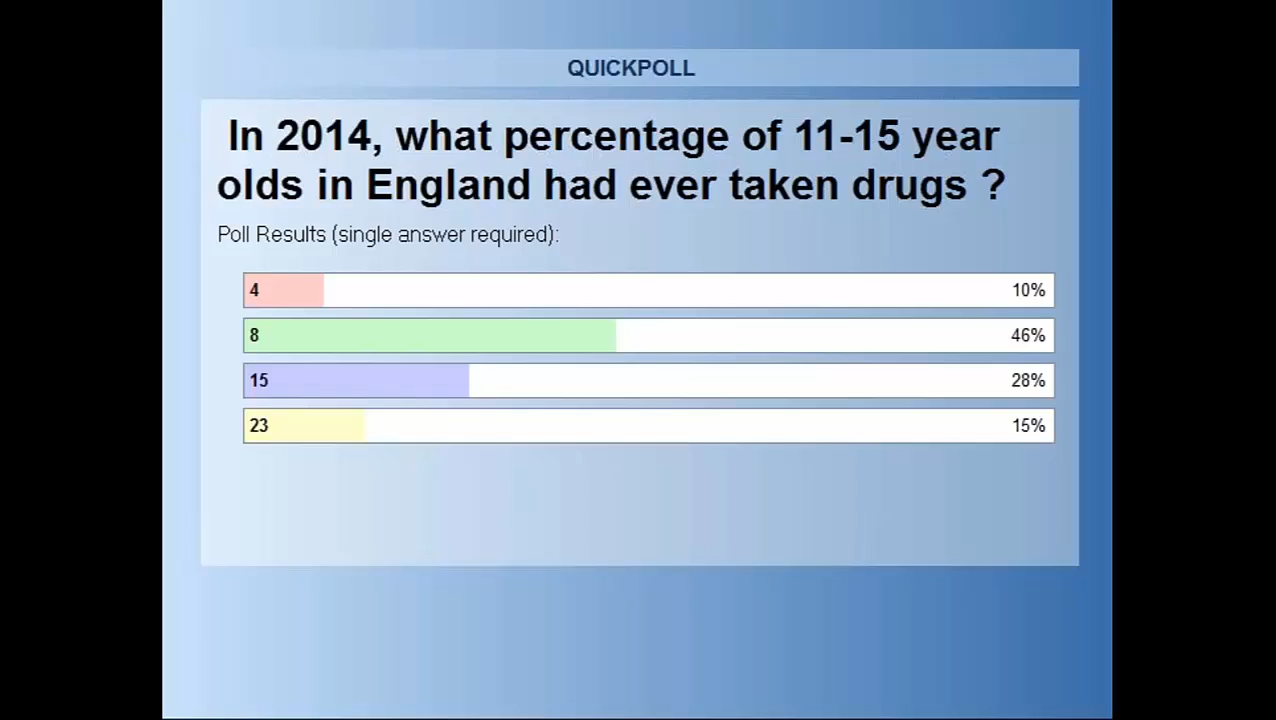 QUICKPOLL
In 2014, what percentage of 11-15 year
olds in England had ever taken drugs ?
Poll Results (single answer required):
4 10%
8 46%
15 28%
23 15%